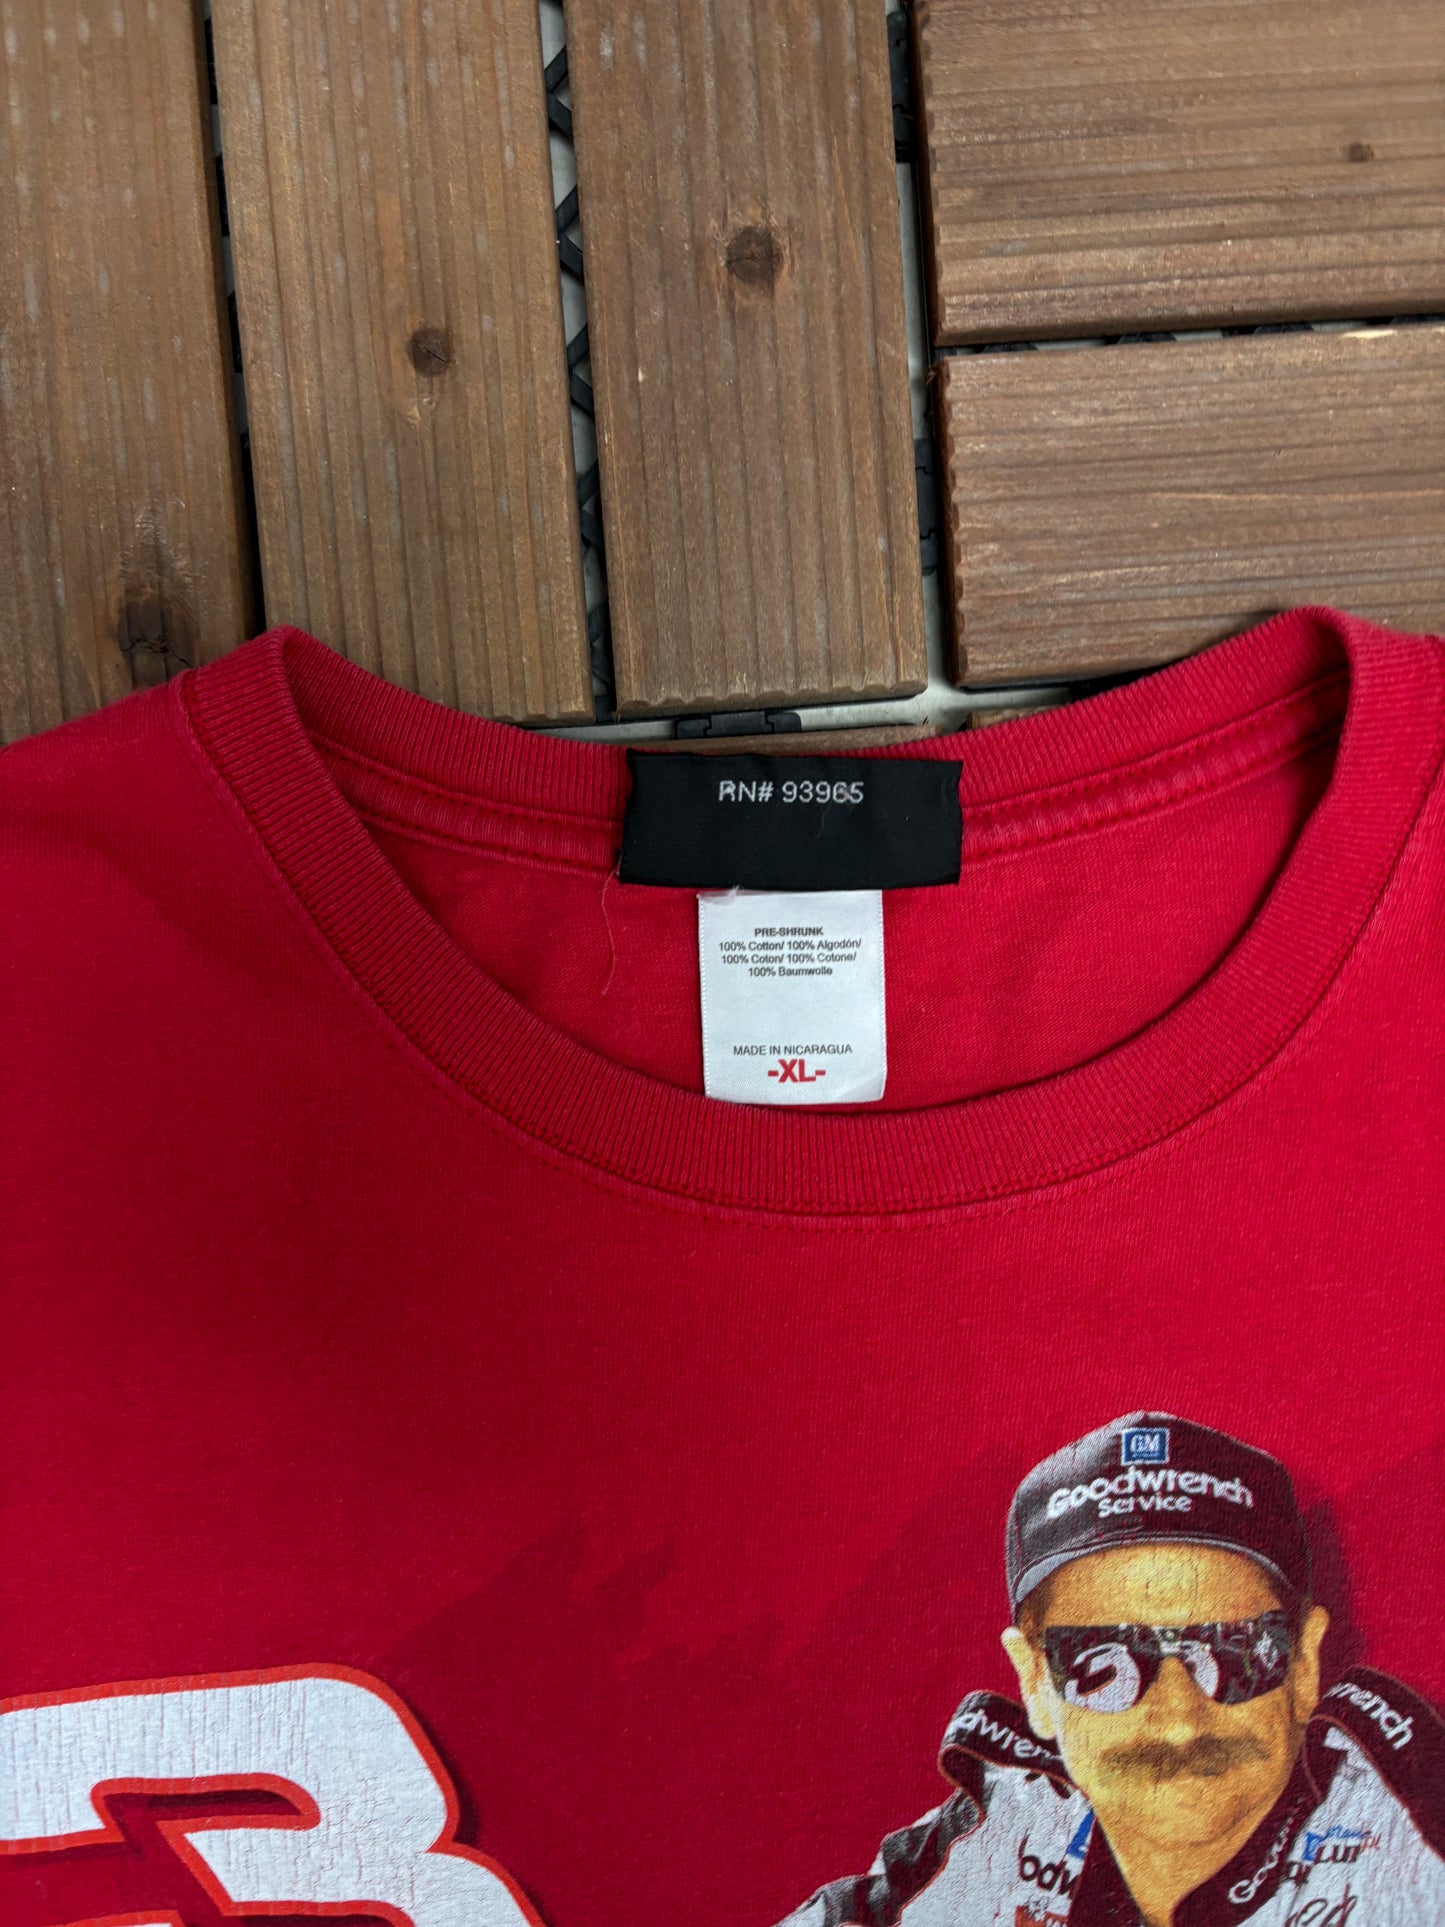 RN# 93965
PRE-SHRUNK
100% Cotton/ 100% Algodón/
100% Coton/ 100% Cotone/
100% Baumwolle
MADE IN NICARAGUA
-XL-
GM
Goodwrench
Service
3